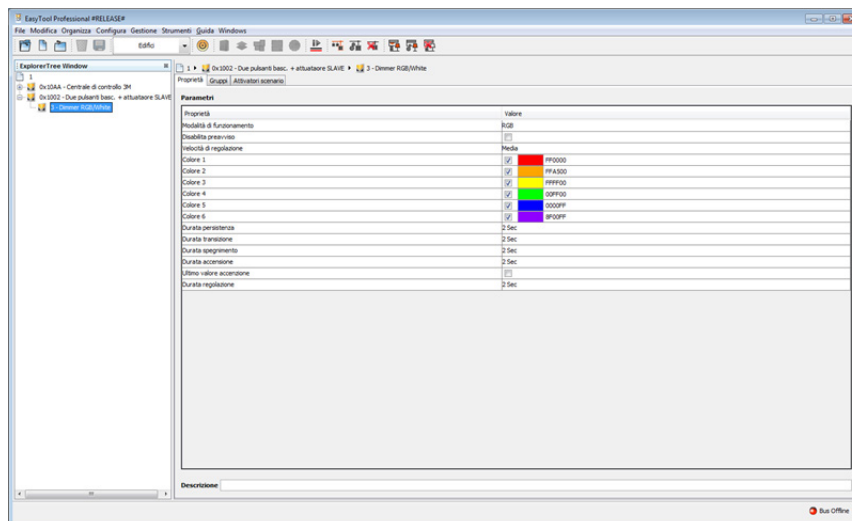 EasyTool Professional #RELEASE#
File Modifica Organizza Configura Gestione Strumenti Guida Windows
Edifici
ExplorerTree Window
1
0x10AA - Centrale di controllo 3M
0x1002 - Due pulsanti basc. + attuataore SLAVE
3 - Dimmer RGB/White
1 0x1002 - Due pulsanti basc. + attuataore SLAVE 3 - Dimmer RGB/White
Proprietà Gruppi Attivatori scenario
Parametri
Proprietà Valore
Modalità di funzionamento RGB
Disabilita preavviso
Velocità di regolazione Media
Colore 1 FF0000
Colore 2 FFA500
Colore 3 FFFF00
Colore 4 00FF00
Colore 5 0000FF
Colore 6 8F00FF
Durata persistenza 2 Sec
Durata transizione 2 Sec
Durata spegnimento 2 Sec
Durata accensione 2 Sec
Ultimo valore accenzione
Durata regolazione 2 Sec
Descrizione
Bus Offline